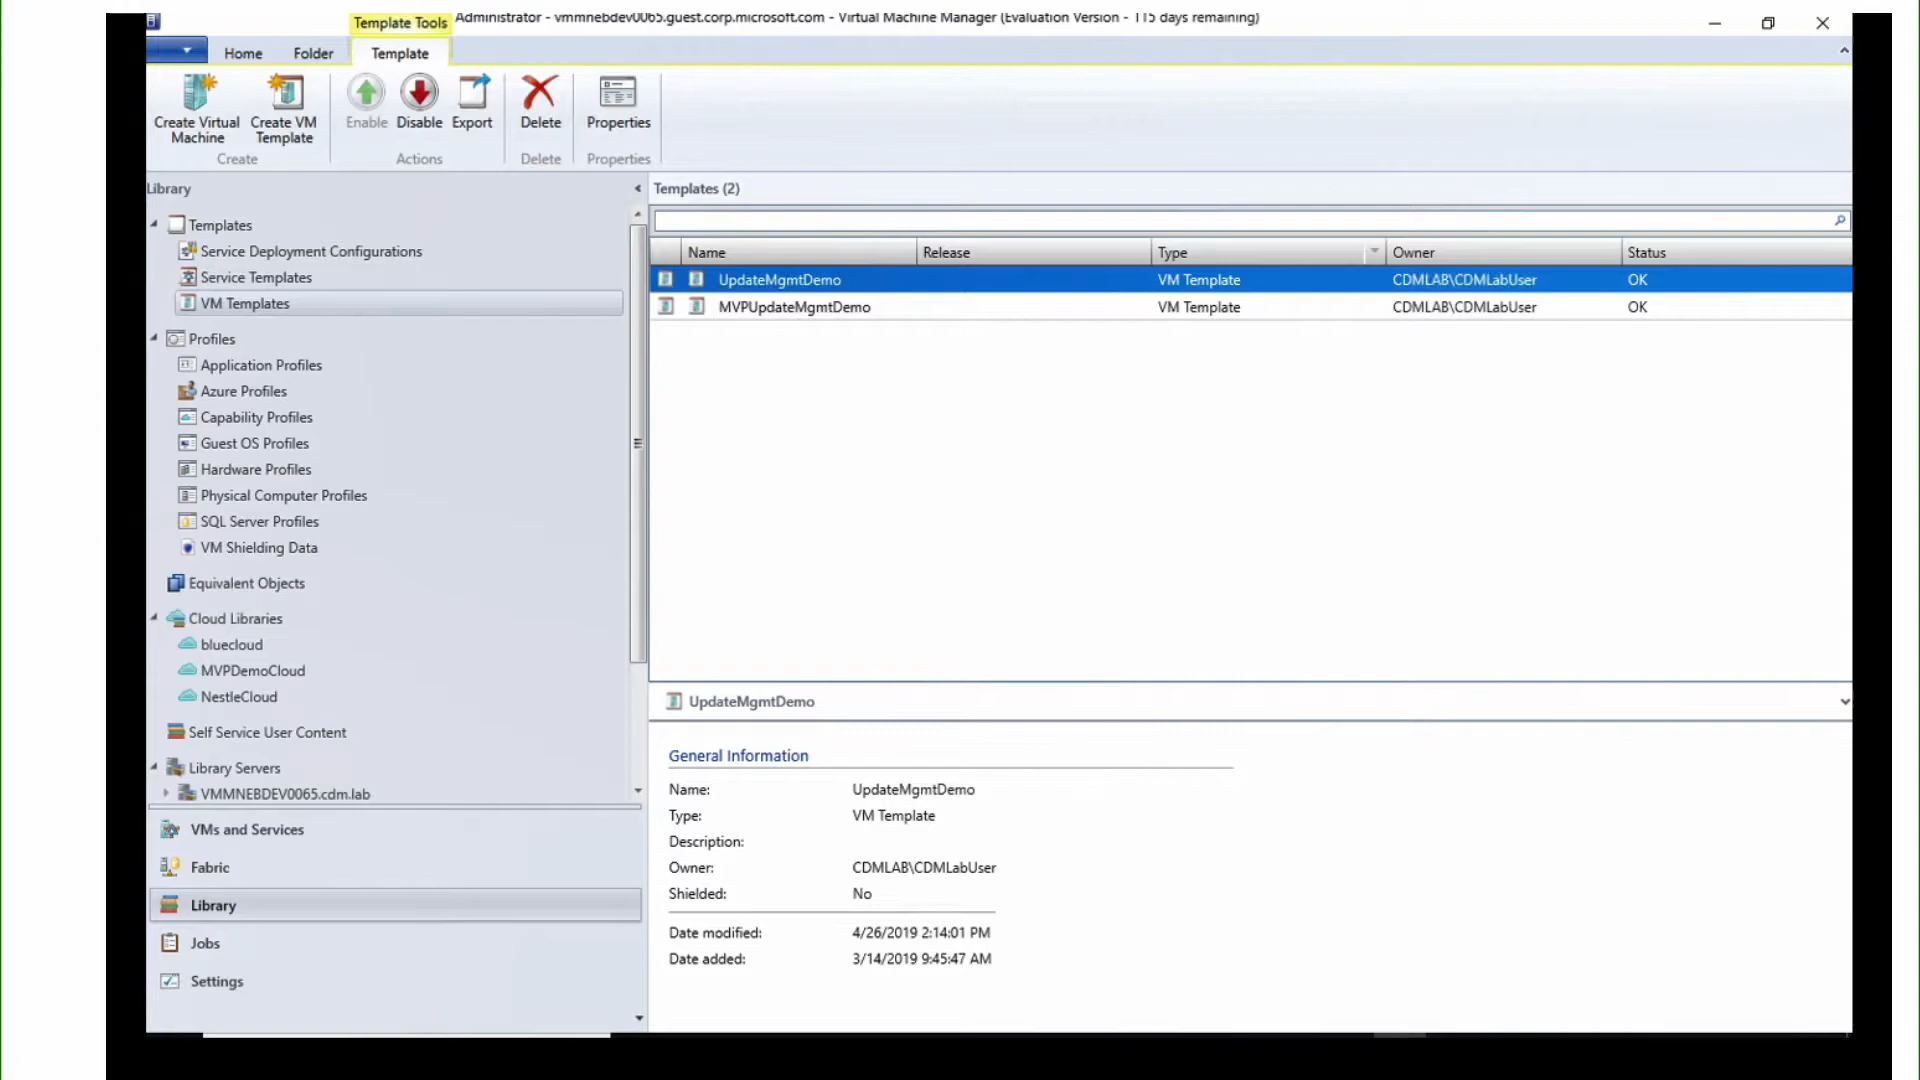 Template Tools
Administrator - vmmnebdev0065.guest.corp.microsoft.com - Virtual Machine Manager (Evaluation Version - 115 days remaining)
Home
Folder
Template
Create Virtual Machine
Create VM Template
Enable
Disable
Export
Delete
Properties
Create
Actions
Delete
Properties
Library
Templates
Service Deployment Configurations
Service Templates
VM Templates
Profiles
Application Profiles
Azure Profiles
Capability Profiles
Guest OS Profiles
Hardware Profiles
Physical Computer Profiles
SQL Server Profiles
VM Shielding Data
Equivalent Objects
Cloud Libraries
bluecloud
MVPDemoCloud
NestleCloud
Self Service User Content
Library Servers
VMMNEBDEV0065.cdm.lab
VMs and Services
Fabric
Library
Jobs
Settings
Templates (2)
Name Release Type Owner Status
UpdateMgmtDemo VM Template CDMLAB\CDMLabUser OK
MVPUpdateMgmtDemo VM Template CDMLAB\CDMLabUser OK
UpdateMgmtDemo
General Information
Name: UpdateMgmtDemo
Type: VM Template
Description:
Owner: CDMLAB\CDMLabUser
Shielded: No
Date modified: 4/26/2019 2:14:01 PM
Date added: 3/14/2019 9:45:47 AM